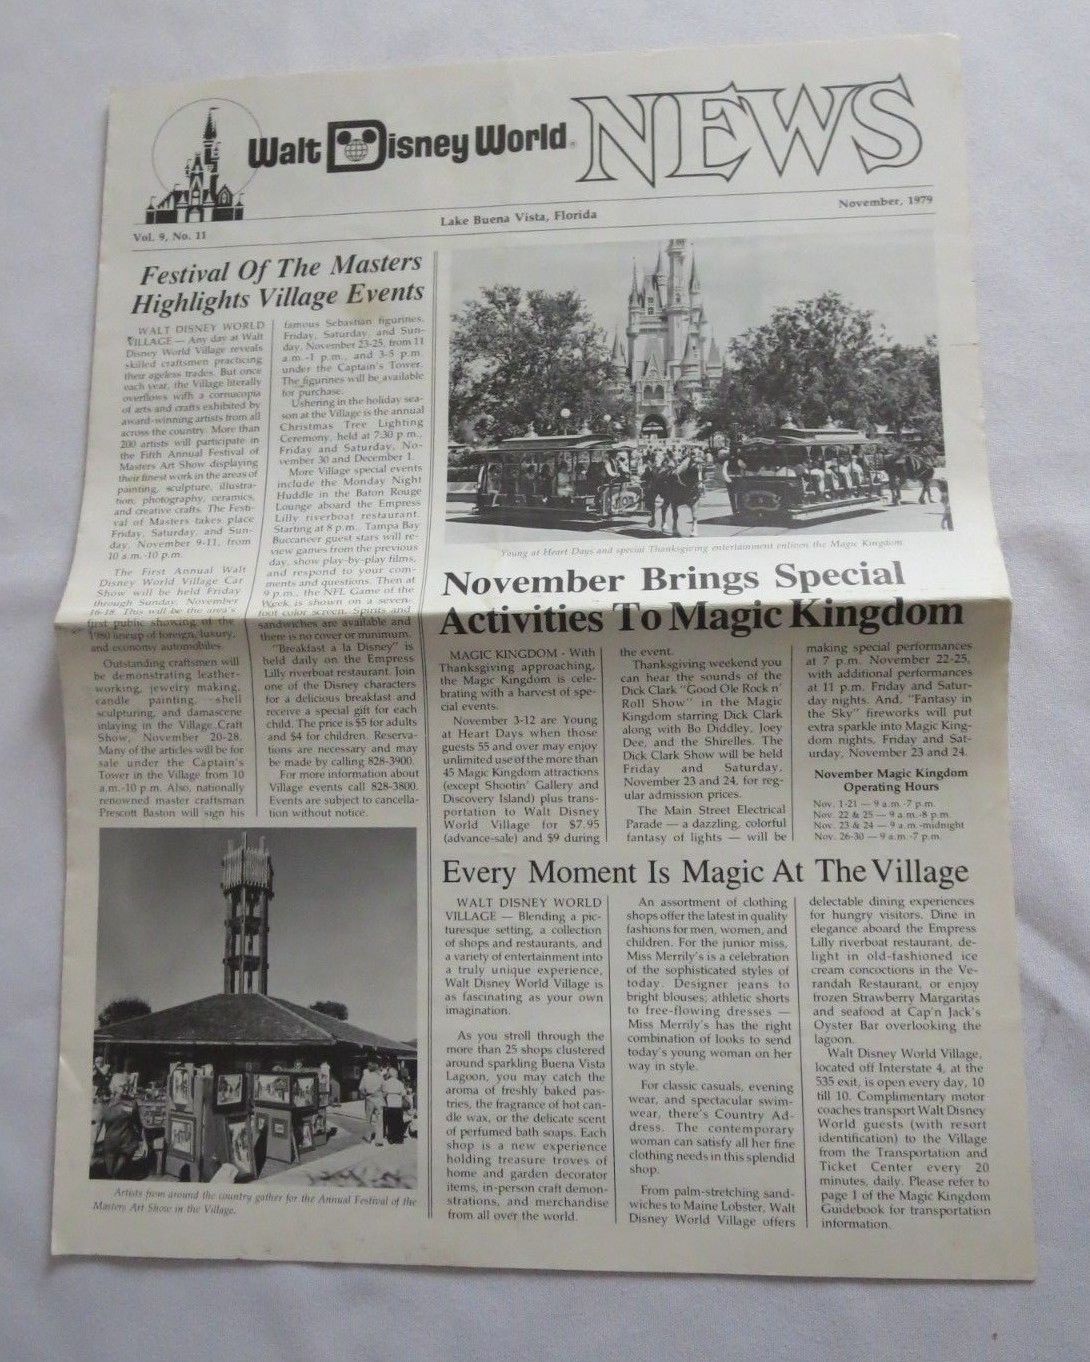 Walt Disney World® NEWS
Vol. 9, No. 11
Lake Buena Vista, Florida
November, 1979
Festival Of The Masters
Highlights Village Events
WALT DISNEY WORLD
VILLAGE — Any day at Walt
Disney World Village reveals
skilled craftsmen practicing
their ageless trades. But once
each year, the Village literally
overflows with a cornucopia
of arts and crafts exhibited by
award-winning artists from all
across the country. More than
200 artists will participate in
the Fifth Annual Festival of
Masters Art Show displaying
their finest work in the areas of
painting, sculpture, illustra-
tion, photography, ceramics,
and creative crafts. The Festi-
val of Masters takes place
Friday, Saturday, and Sun-
day, November 9-11, from
10 a.m.-10 p.m.
The First Annual Walt
Disney World Village Car
Show will be held Friday
through Sunday, November
16-18. This will be the area's
first public showing of the
1980 lineup of foreign, luxury,
and economy automobiles.
Outstanding craftsmen will
be demonstrating leather-
working, jewelry making,
candle painting, shell
sculpturing, and damascene
inlaying in the Village Craft
Show, November 20-28.
Many of the articles will be for
sale under the Captain's
Tower in the Village from 10
a.m.-10 p.m. Also, nationally
renowned master craftsman
Prescott Baston will sign his
famous Sebastian figurines,
Friday, Saturday, and Sun-
day, November 23-25, from 11
a.m.-1 p.m., and 3-5 p.m.
under the Captain's Tower.
The figurines will be available
for purchase.
Ushering in the holiday sea-
son at the Village is the annual
Christmas Tree Lighting
Ceremony, held at 7:30 p.m.,
Friday and Saturday, No-
vember 30 and December 1.
More Village special events
include the Monday Night
Huddle in the Baton Rouge
Lounge aboard the Empress
Lilly riverboat restaurant.
Starting at 8 p.m., Tampa Bay
Buccaneer guest stars will re-
view games from the previous
day, show play-by-play films,
and respond to your com-
ments and questions. Then at
9 p.m., the NFL Game of the
Week is shown on a seven-
foot color screen. Spirits and
sandwiches are available and
there is no cover or minimum.
"Breakfast a la Disney" is
held daily on the Empress
Lilly riverboat restaurant. Join
one of the Disney characters
for a delicious breakfast and
receive a special gift for each
child. The price is $5 for adults
and $4 for children. Reserva-
tions are necessary and may
be made by calling 828-3900.
For more information about
Village events call 828-3800.
Events are subject to cancella-
tion without notice.
Artists from around the country gather for the Annual Festival of the
Masters Art Show in the Village.
Young at Heart Days and special Thanksgiving entertainment enliven the Magic Kingdom.
November Brings Special
Activities To Magic Kingdom
MAGIC KINGDOM - With
Thanksgiving approaching,
the Magic Kingdom is cele-
brating with a harvest of spe-
cial events.
November 3-12 are Young
at Heart Days when those
guests 55 and over may enjoy
unlimited use of the more than
45 Magic Kingdom attractions
(except Shootin' Gallery and
Discovery Island) plus trans-
portation to Walt Disney
World Village for $7.95
(advance-sale) and $9 during
the event.
Thanksgiving weekend you
can hear the sounds of the
Dick Clark "Good Ole Rock n'
Roll Show" in the Magic
Kingdom starring Dick Clark
along with Bo Diddley, Joey
Dee, and the Shirelles. The
Dick Clark Show will be held
Friday and Saturday,
November 23 and 24, for reg-
ular admission prices.
The Main Street Electrical
Parade — a dazzling, colorful
fantasy of lights — will be
making special performances
at 7 p.m. November 22-25,
with additional performances
at 11 p.m. Friday and Satur-
day nights. And, "Fantasy in
the Sky" fireworks will put
extra sparkle into Magic King-
dom nights, Friday and Sat-
urday, November 23 and 24.
November Magic Kingdom
Operating Hours
Nov. 1-21 — 9 a.m.-7 p.m.
Nov. 22 & 25 — 9 a.m.-8 p.m.
Nov. 23 & 24 — 9 a.m.-midnight
Nov. 26-30 — 9 a.m.-7 p.m.
Every Moment Is Magic At The Village
WALT DISNEY WORLD
VILLAGE — Blending a pic-
turesque setting, a collection
of shops and restaurants, and
a variety of entertainment into
a truly unique experience,
Walt Disney World Village is
as fascinating as your own
imagination.
As you stroll through the
more than 25 shops clustered
around sparkling Buena Vista
Lagoon, you may catch the
aroma of freshly baked pas-
tries, the fragrance of hot can-
dle wax, or the delicate scent
of perfumed bath soaps. Each
shop is a new experience
holding treasure troves of
home and garden decorator
items, in-person craft demon-
strations, and merchandise
from all over the world.
An assortment of clothing
shops offer the latest in quality
fashions for men, women, and
children. For the junior miss,
Miss Merrily's is a celebration
of the sophisticated styles of
today. Designer jeans to
bright blouses; athletic shorts
to free-flowing dresses —
Miss Merrily's has the right
combination of looks to send
today's young woman on her
way in style.
For classic casuals, evening
wear, and spectacular swim-
wear, there's Country Ad-
dress. The contemporary
woman can satisfy all her fine
clothing needs in this splendid
shop.
From palm-stretching sand-
wiches to Maine Lobster, Walt
Disney World Village offers
delectable dining experiences
for hungry visitors. Dine in
elegance aboard the Empress
Lilly riverboat restaurant, de-
light in old-fashioned ice
cream concoctions in the Ve-
randah Restaurant, or enjoy
frozen Strawberry Margaritas
and seafood at Cap'n Jack's
Oyster Bar overlooking the
lagoon.
Walt Disney World Village,
located off Interstate 4, at the
535 exit, is open every day, 10
till 10. Complimentary motor
coaches transport Walt Disney
World guests (with resort
identification) to the Village
from the Transportation and
Ticket Center every 20
minutes, daily. Please refer to
page 1 of the Magic Kingdom
Guidebook for transportation
information.